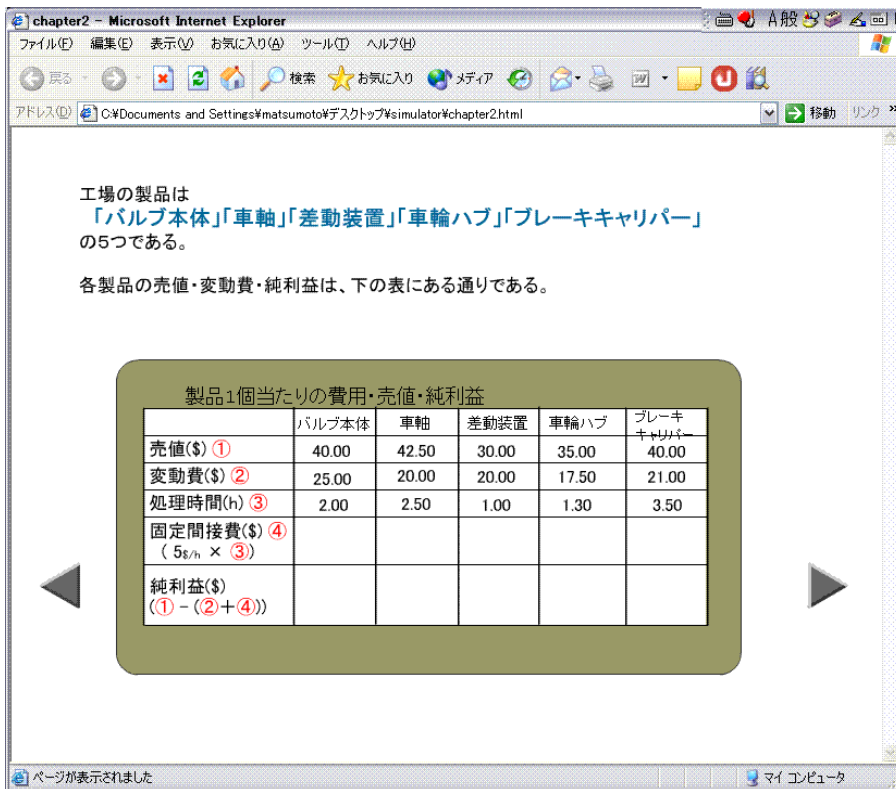 chapter2 - Microsoft Internet Explorer
A般
ファイル(F) 編集(E) 表示(V) お気に入り(A) ツール(T) ヘルプ(H)
戻る 検索 お気に入り メディア
アドレス(D) C:¥Documents and Settings¥matsumoto¥デスクトップ¥simulator¥chapter2.html 移動 リンク »
工場の製品は
「バルブ本体」「車軸」「差動装置」「車輪ハブ」「ブレーキキャリパー」
の5つである。
各製品の売値・変動費・純利益は、下の表にある通りである。
製品1個当たりの費用・売値・純利益
バルブ本体 車軸 差動装置 車輪ハブ ブレーキ
キャリパー
売値($) ① 40.00 42.50 30.00 35.00 40.00
変動費($) ② 25.00 20.00 20.00 17.50 21.00
処理時間(h) ③ 2.00 2.50 1.00 1.30 3.50
固定間接費($) ④
( 5$/h × ③)
純利益($)
(① - (②+④))
ページが表示されました マイ コンピュータ